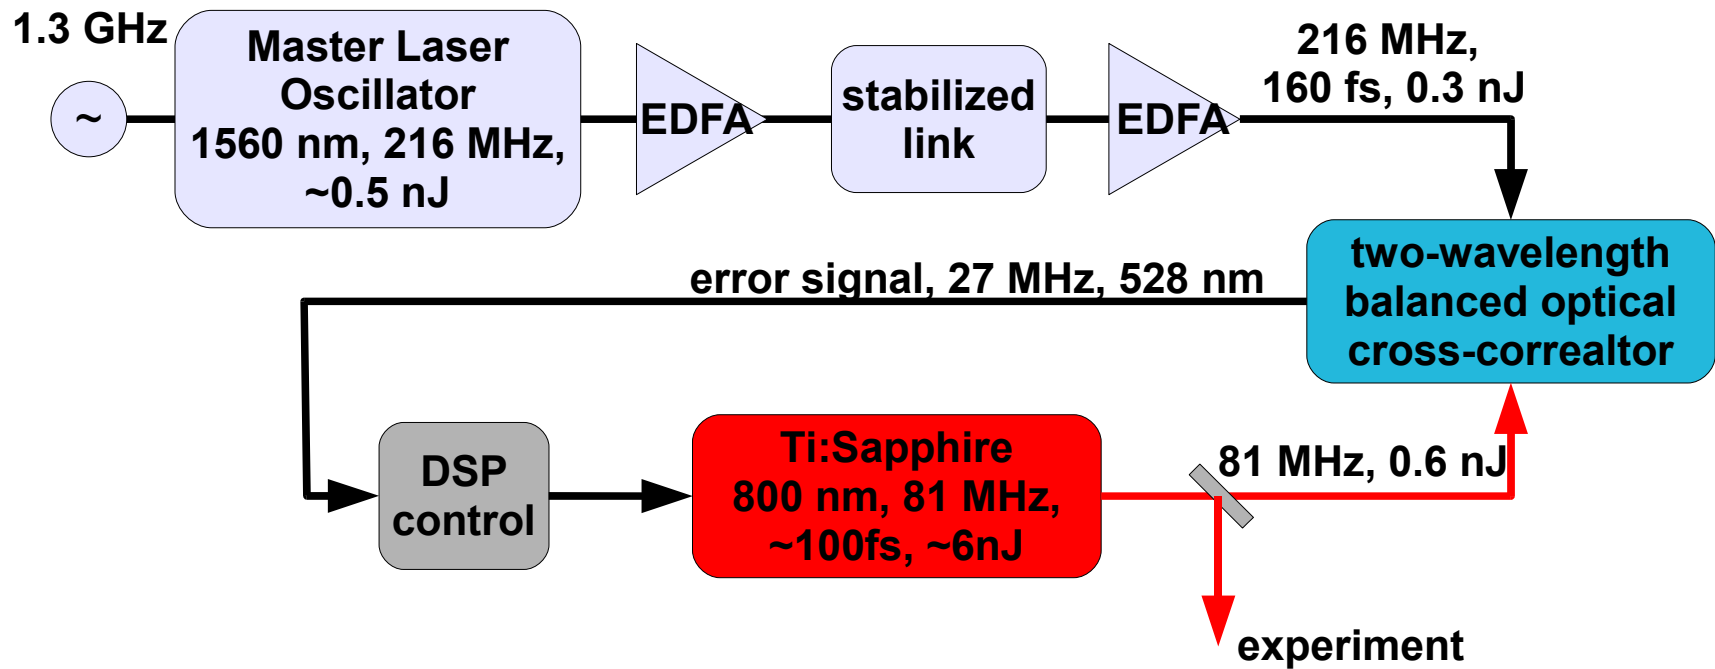 1.3 GHz
~
Master Laser
Oscillator
1560 nm, 216 MHz,
~0.5 nJ
EDFA
stabilized
link
EDFA
216 MHz,
160 fs, 0.3 nJ
two-wavelength
balanced optical
cross-correaltor
error signal, 27 MHz, 528 nm
DSP
control
Ti:Sapphire
800 nm, 81 MHz,
~100fs, ~6nJ
81 MHz, 0.6 nJ
experiment